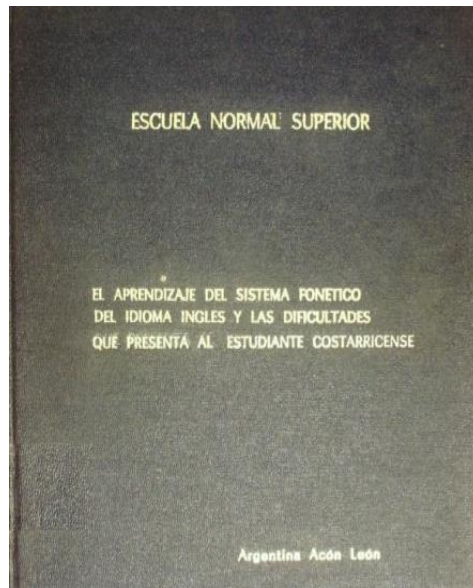 ESCUELA NORMAL SUPERIOR
EL APRENDIZAJE DEL SISTEMA FONETICO
DEL IDIOMA INGLES Y LAS DIFICULTADES
QUE PRESENTA AL ESTUDIANTE COSTARRICENSE
Argentina Acón León